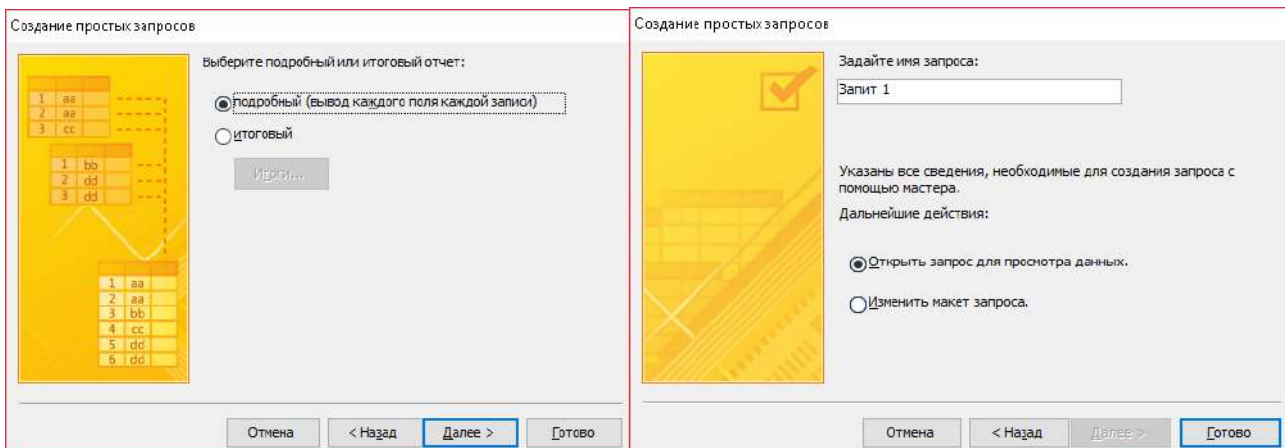 Создание простых запросов
Выберите подробный или итоговый отчет:
подробный (вывод каждого поля каждой записи)
итоговый
Итоги...
1 aa
2 aa
3 cc
1 bb
2 dd
3 dd
1 aa
2 aa
3 bb
4 cc
5 dd
6 dd
Отмена
< Назад
Далее >
Готово
Создание простых запросов
Задайте имя запроса:
Запит 1
Указаны все сведения, необходимые для создания запроса с
помощью мастера.
Дальнейшие действия:
Открыть запрос для просмотра данных.
Изменить макет запроса.
Отмена
< Назад
Далее >
Готово